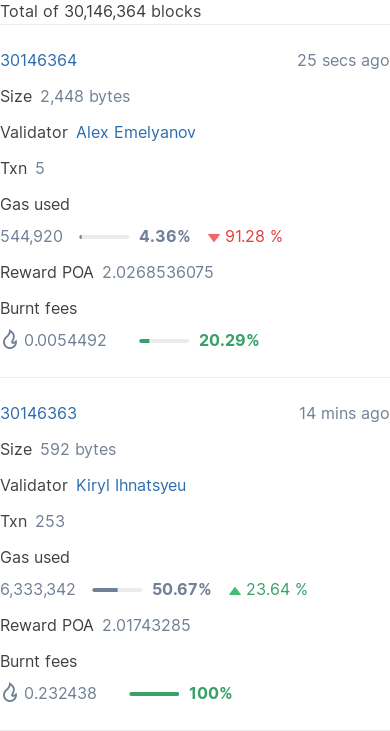 Total of 30,146,364 blocks
30146364 25 secs ago
Size 2,448 bytes
Validator Alex Emelyanov
Txn 5
Gas used
544,920 4.36% 91.28 %
Reward POA 2.0268536075
Burnt fees
0.0054492 20.29%
30146363 14 mins ago
Size 592 bytes
Validator Kiryl Ihnatsyeu
Txn 253
Gas used
6,333,342 50.67% 23.64 %
Reward POA 2.01743285
Burnt fees
0.232438 100%